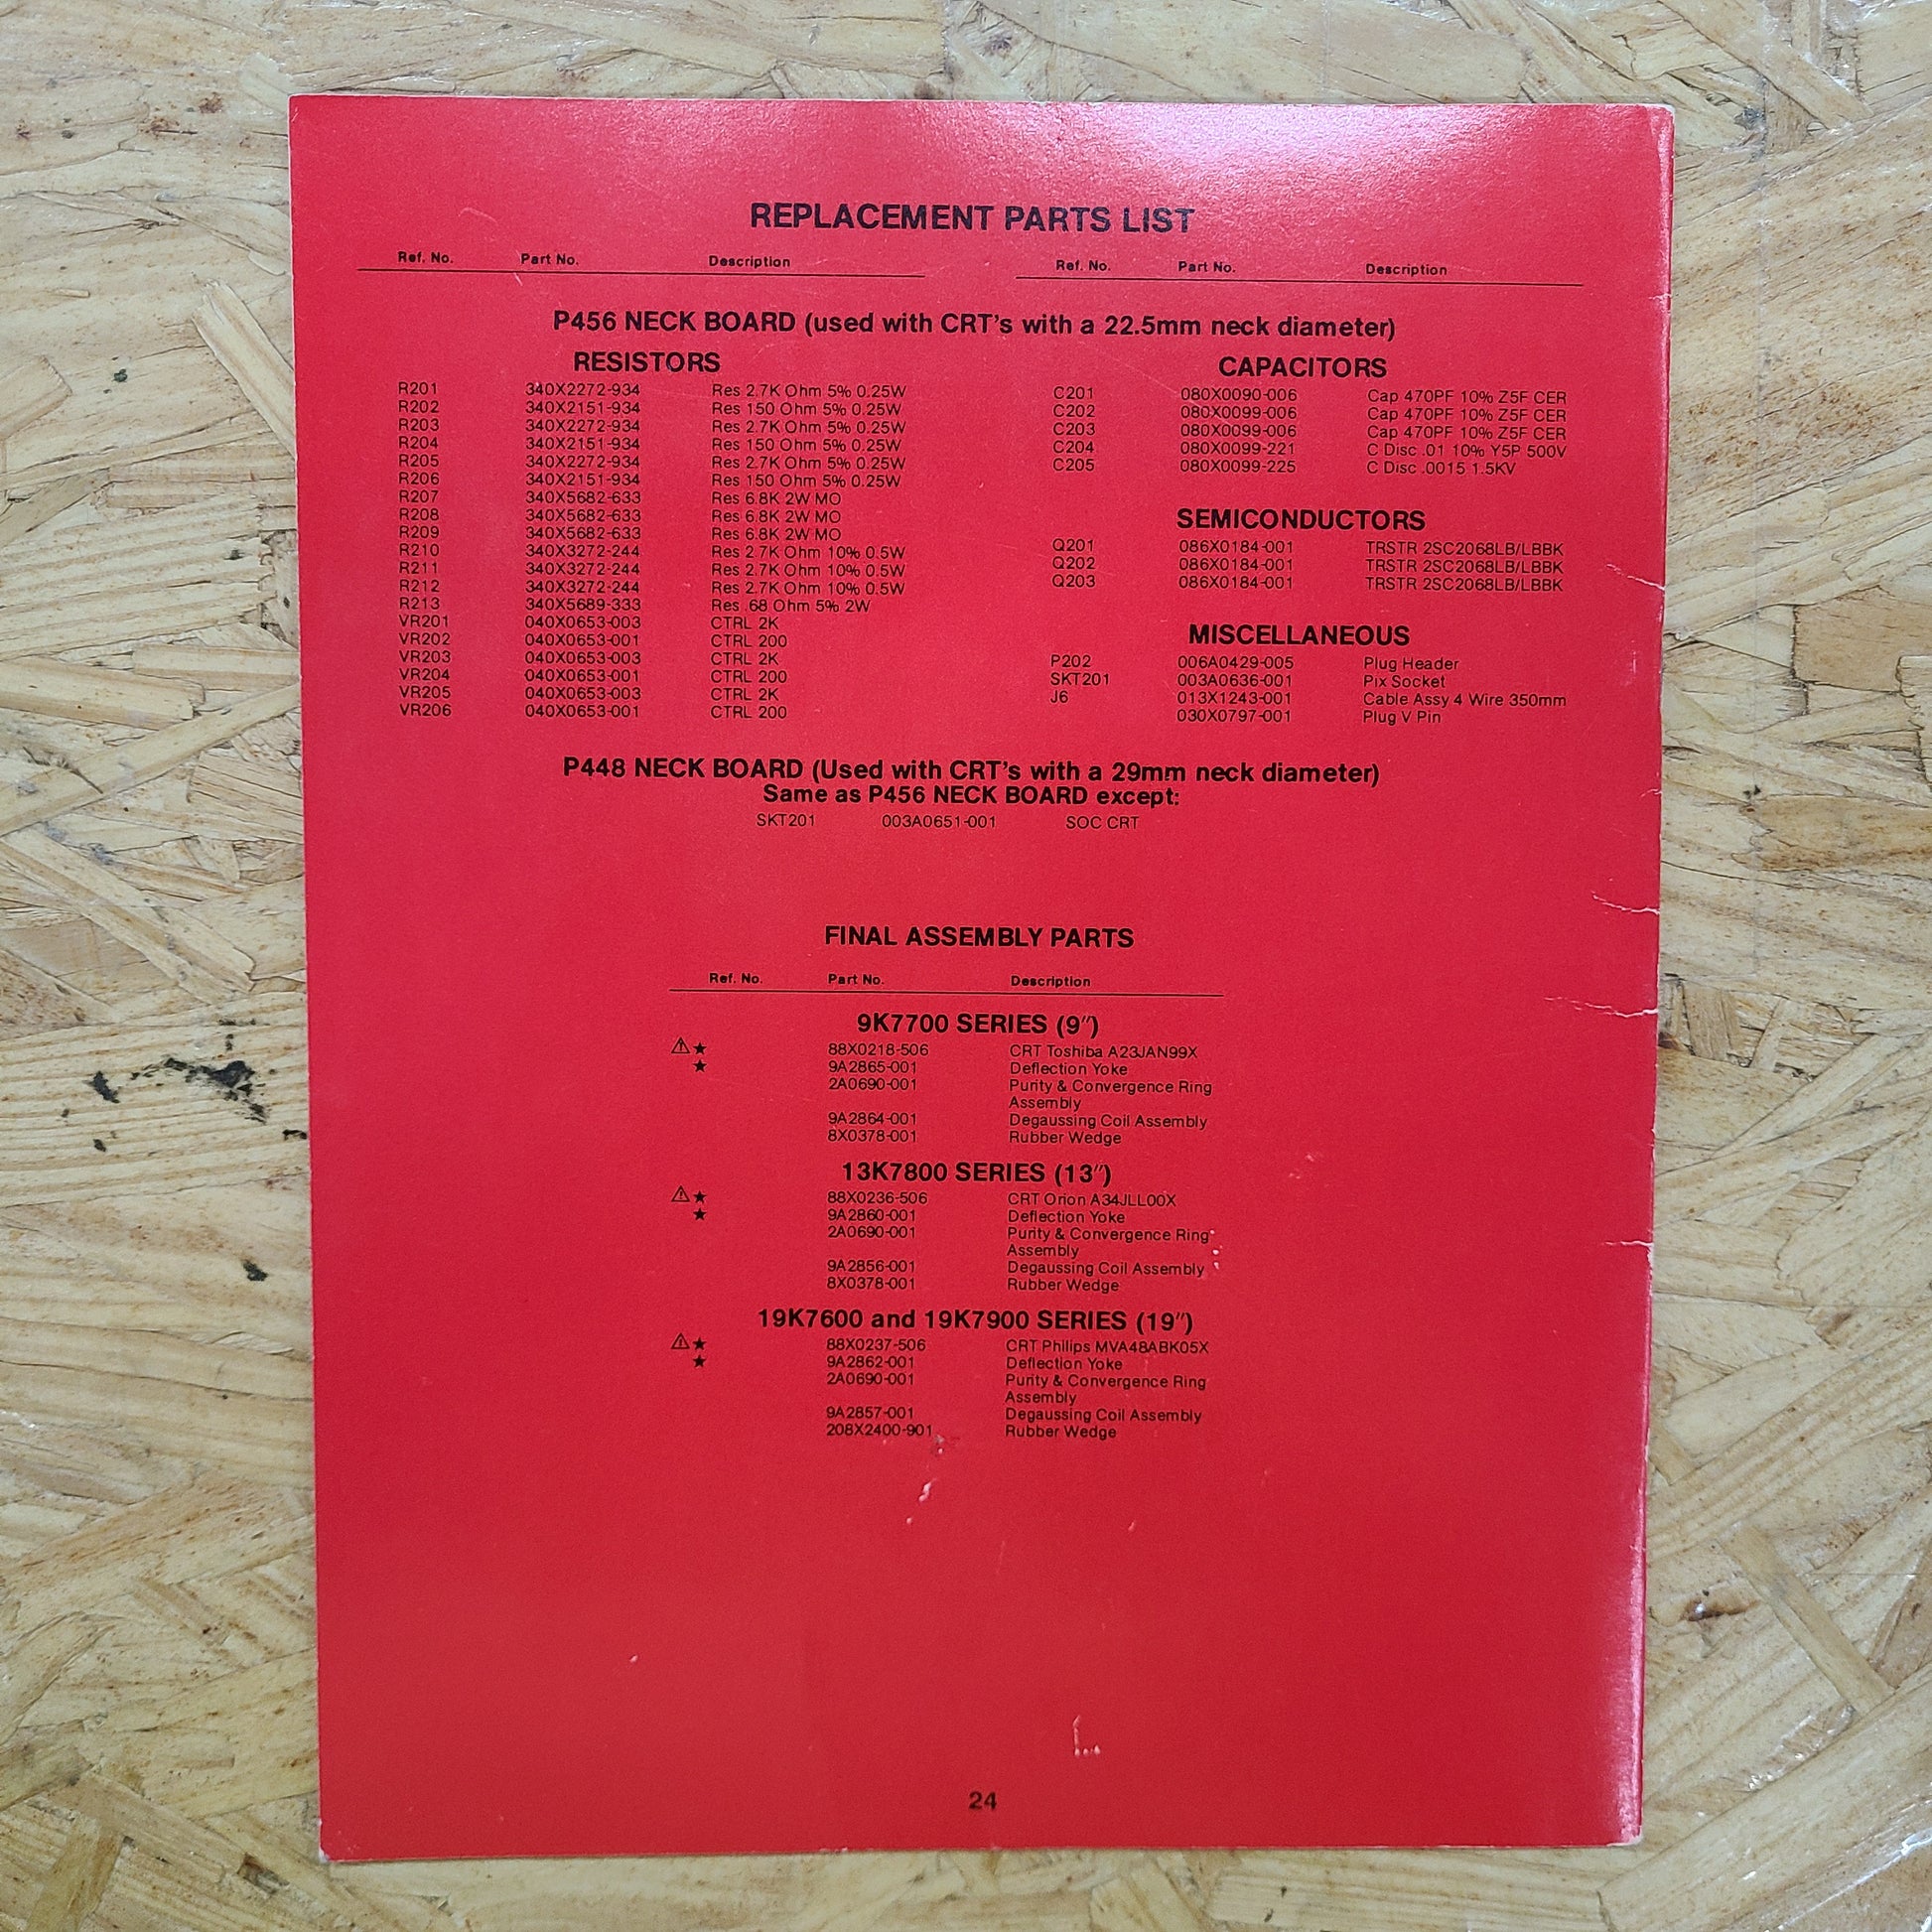 REPLACEMENT PARTS LIST
Ref. No. Part No. Description
Ref. No. Part No. Description
P456 NECK BOARD (used with CRT's with a 22.5mm neck diameter)
RESISTORS
R201 340X2272-934 Res 2.7K Ohm 5% 0.25W
R202 340X2151-934 Res 150 Ohm 5% 0.25W
R203 340X2272-934 Res 2.7K Ohm 5% 0.25W
R204 340X2151-934 Res 150 Ohm 5% 0.25W
R205 340X2272-934 Res 2.7K Ohm 5% 0.25W
R206 340X2151-934 Res 150 Ohm 5% 0.25W
R207 340X5682-633 Res 6.8K 2W MO
R208 340X5682-633 Res 6.8K 2W MO
R209 340X5682-633 Res 6.8K 2W MO
R210 340X3272-244 Res 2.7K Ohm 10% 0.5W
R211 340X3272-244 Res 2.7K Ohm 10% 0.5W
R212 340X3272-244 Res 2.7K Ohm 10% 0.5W
R213 340X5689-333 Res .68 Ohm 5% 2W
VR201 040X0653-003 CTRL 2K
VR202 040X0653-001 CTRL 200
VR203 040X0653-003 CTRL 2K
VR204 040X0653-001 CTRL 200
VR205 040X0653-003 CTRL 2K
VR206 040X0653-001 CTRL 200
CAPACITORS
C201 080X0090-006 Cap 470PF 10% Z5F CER
C202 080X0099-006 Cap 470PF 10% Z5F CER
C203 080X0099-006 Cap 470PF 10% Z5F CER
C204 080X0099-221 C Disc .01 10% Y5P 500V
C205 080X0099-225 C Disc .0015 1.5KV
SEMICONDUCTORS
Q201 086X0184-001 TRSTR 2SC2068LB/LBBK
Q202 086X0184-001 TRSTR 2SC2068LB/LBBK
Q203 086X0184-001 TRSTR 2SC2068LB/LBBK
MISCELLANEOUS
P202 006A0429-005 Plug Header
SKT201 003A0636-001 Pix Socket
J6 013X1243-001 Cable Assy 4 Wire 350mm
030X0797-001 Plug V Pin
P448 NECK BOARD (Used with CRT's with a 29mm neck diameter)
Same as P456 NECK BOARD except:
SKT201 003A0651-001 SOC CRT
FINAL ASSEMBLY PARTS
Ref. No. Part No. Description
9K7700 SERIES (9″)
⚠★ 88X0218-506 CRT Toshiba A23JAN99X
★ 9A2865-001 Deflection Yoke
2A0690-001 Purity & Convergence Ring
Assembly
9A2864-001 Degaussing Coil Assembly
8X0378-001 Rubber Wedge
13K7800 SERIES (13″)
⚠★ 88X0236-506 CRT Orion A34JLL00X
★ 9A2860-001 Deflection Yoke
2A0690-001 Purity & Convergence Ring
Assembly
9A2856-001 Degaussing Coil Assembly
8X0378-001 Rubber Wedge
19K7600 and 19K7900 SERIES (19″)
⚠★ 88X0237-506 CRT Philips MVA48ABK05X
★ 9A2862-001 Deflection Yoke
2A0690-001 Purity & Convergence Ring
Assembly
9A2857-001 Degaussing Coil Assembly
208X2400-901 Rubber Wedge
24